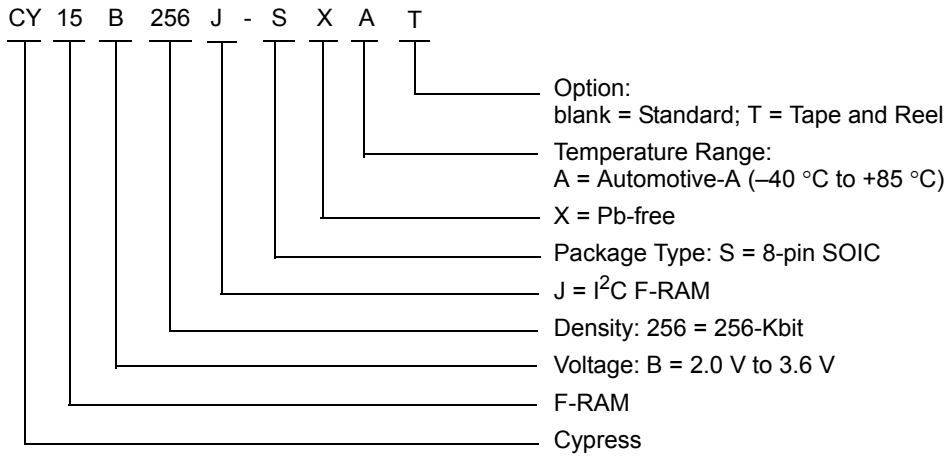 CY 15 B 256 J - S X A T
Option:
blank = Standard; T = Tape and Reel
Temperature Range:
A = Automotive-A (–40 °C to +85 °C)
X = Pb-free
Package Type: S = 8-pin SOIC
J = I²C F-RAM
Density: 256 = 256-Kbit
Voltage: B = 2.0 V to 3.6 V
F-RAM
Cypress